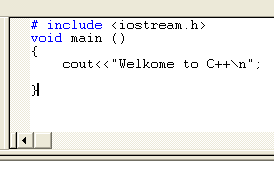 # include <iostream.h>
void main ()
{
    cout<<"Welkome to C++\n";
}